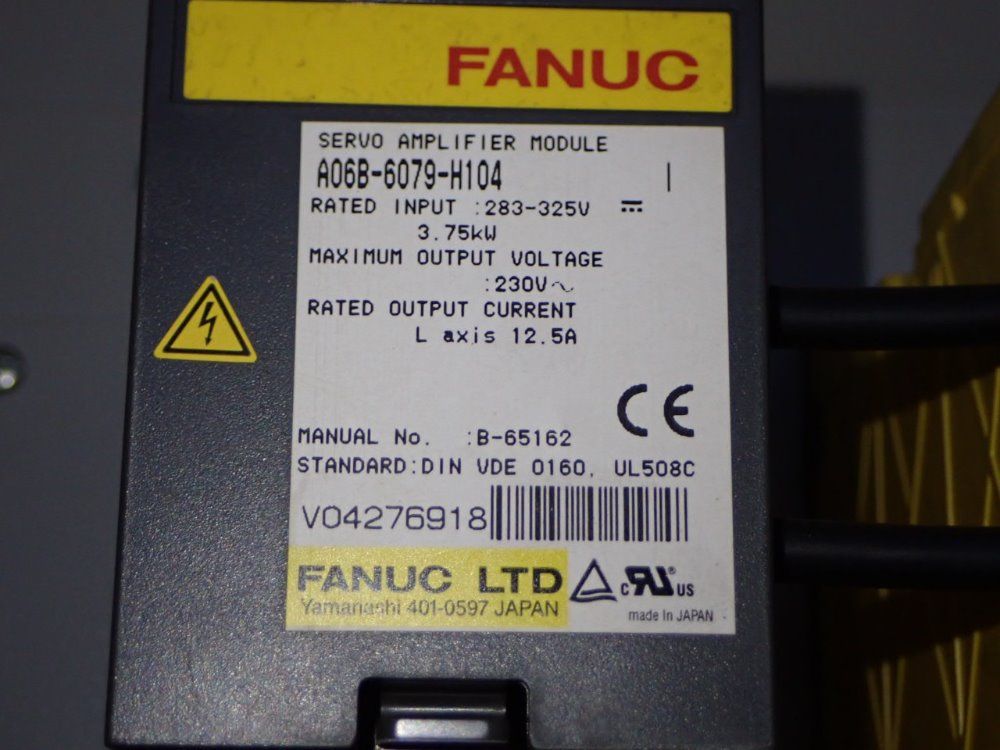 FANUC
SERVO AMPLIFIER MODULE
A06B-6079-H104 I
RATED INPUT :283-325V ⎓
3.75kW
MAXIMUM OUTPUT VOLTAGE
:230V～
RATED OUTPUT CURRENT
L axis 12.5A
CE
MANUAL No. :B-65162
STANDARD:DIN VDE 0160, UL508C
V04276918
FANUC LTD
Yamanashi 401-0597 JAPAN
c RU ® US
made In JAPAN